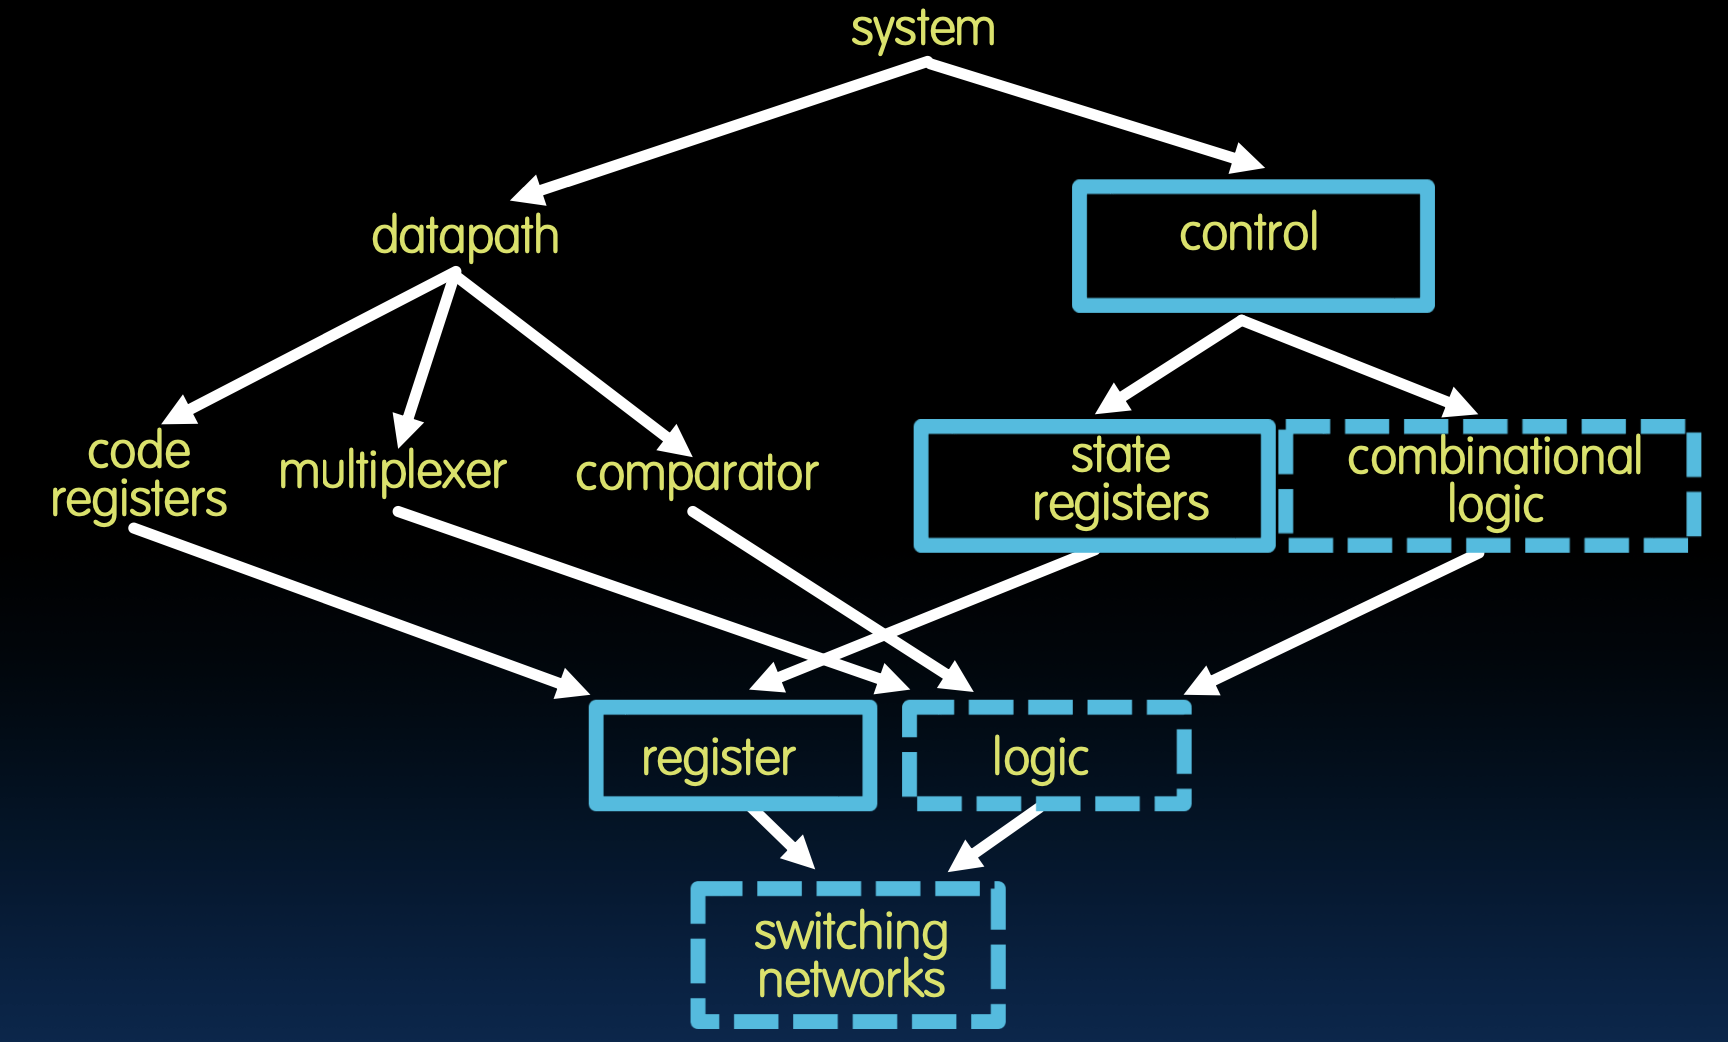 system
datapath
control
code
registers
multiplexer
comparator
state
registers
combinational
logic
register
logic
switching
networks